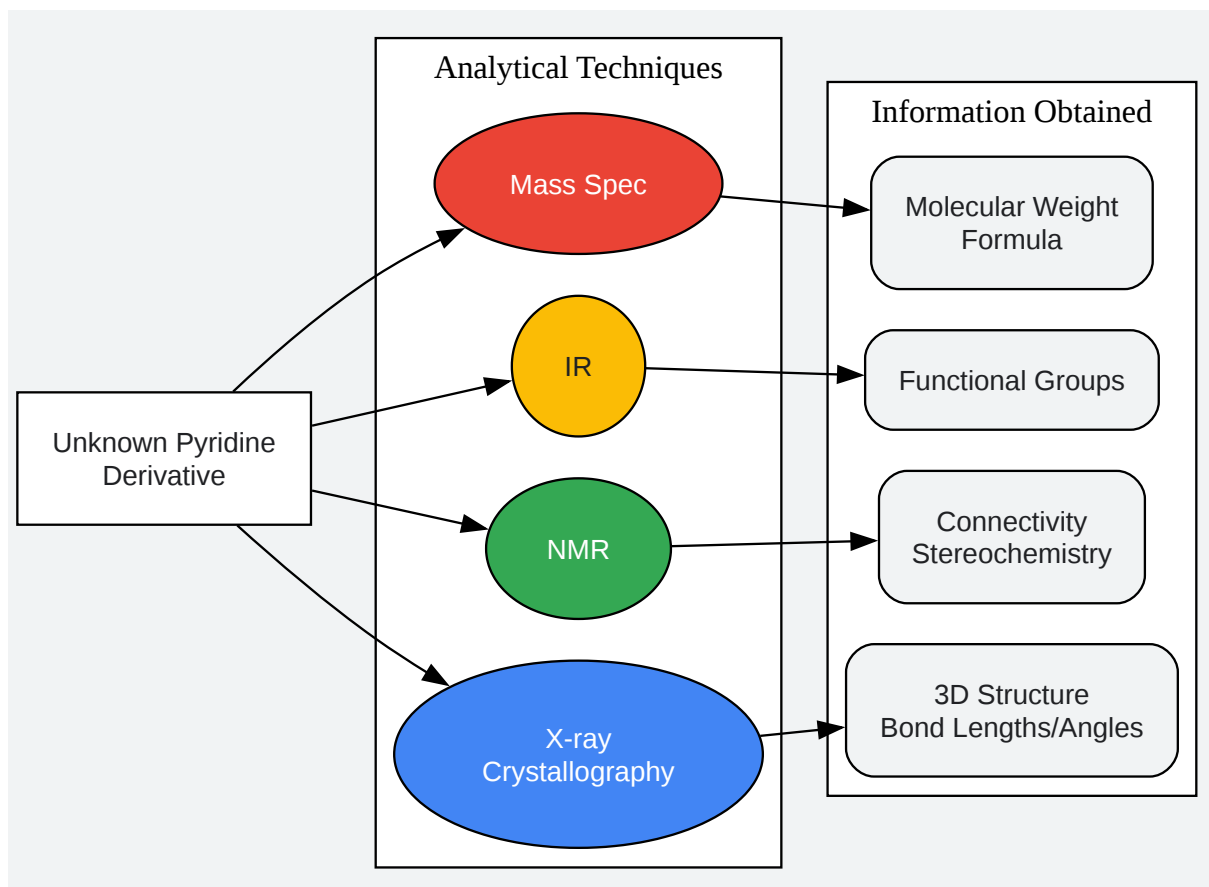 Analytical Techniques
Information Obtained
Mass Spec
Molecular Weight
Formula
IR
Functional Groups
Unknown Pyridine
Derivative
NMR
Connectivity
Stereochemistry
X-ray
Crystallography
3D Structure
Bond Lengths/Angles